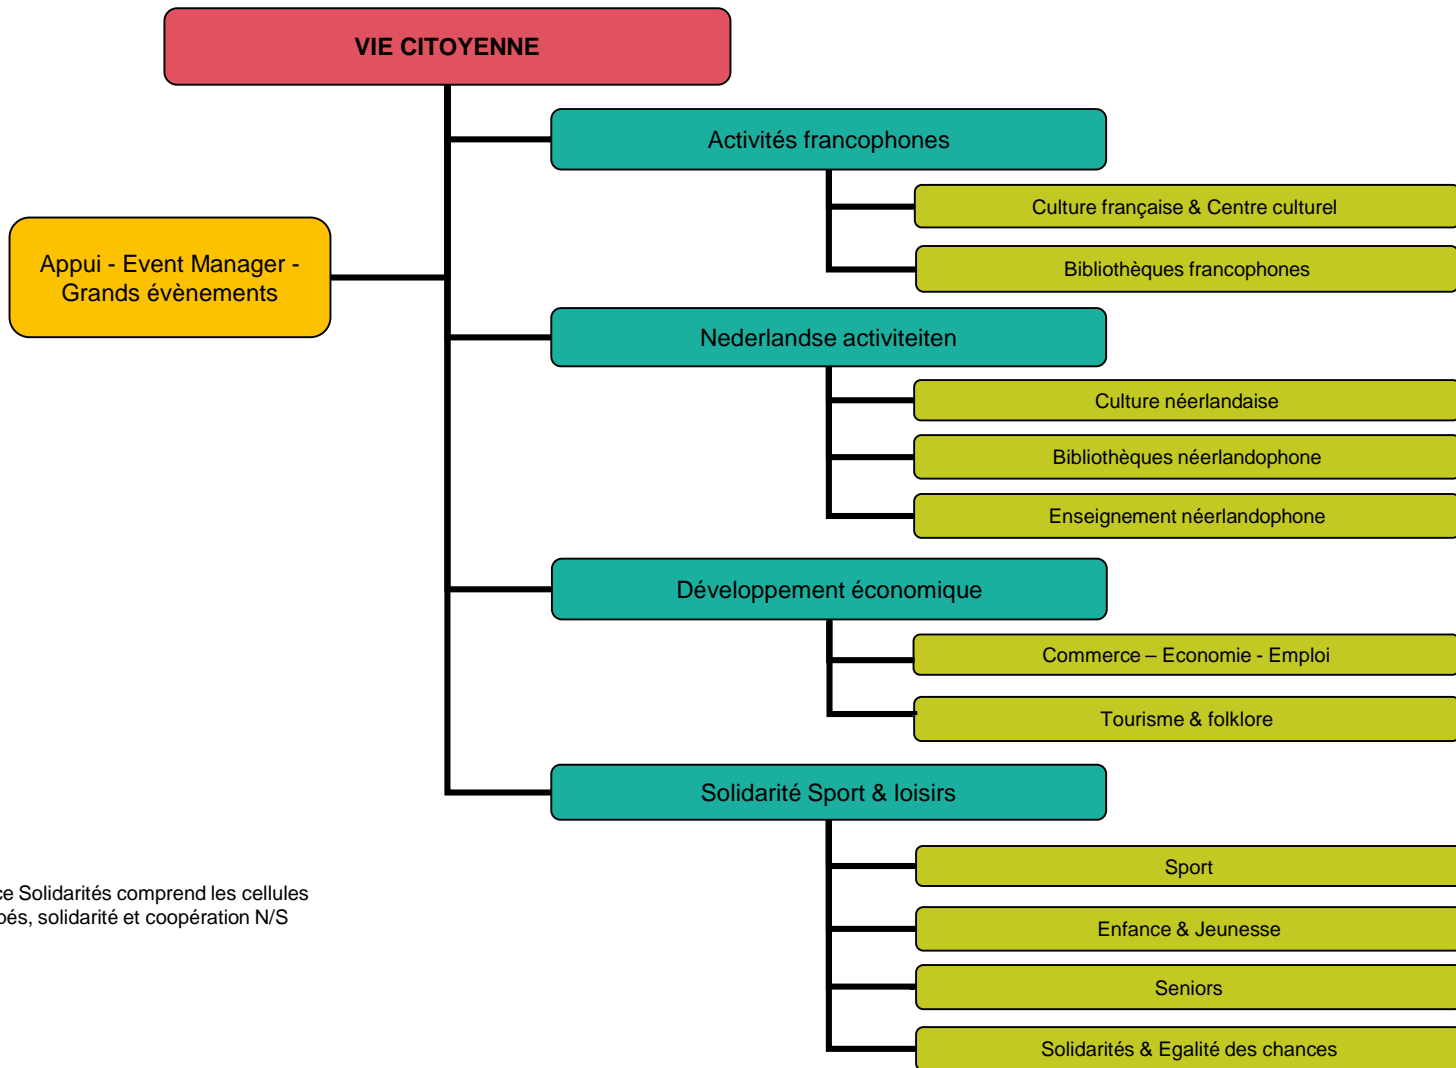 VIE CITOYENNE
Activités francophones
Culture française & Centre culturel
Appui - Event Manager -
Grands évènements
Bibliothèques francophones
Nederlandse activiteiten
Culture néerlandaise
Bibliothèques néerlandophone
Enseignement néerlandophone
Développement économique
Commerce – Economie - Emploi
Tourisme & folklore
Solidarité Sport & loisirs
Sport
Solidarités comprend les cellules
solidarité et coopération N/S
Enfance & Jeunesse
Seniors
Solidarités & Egalité des chances